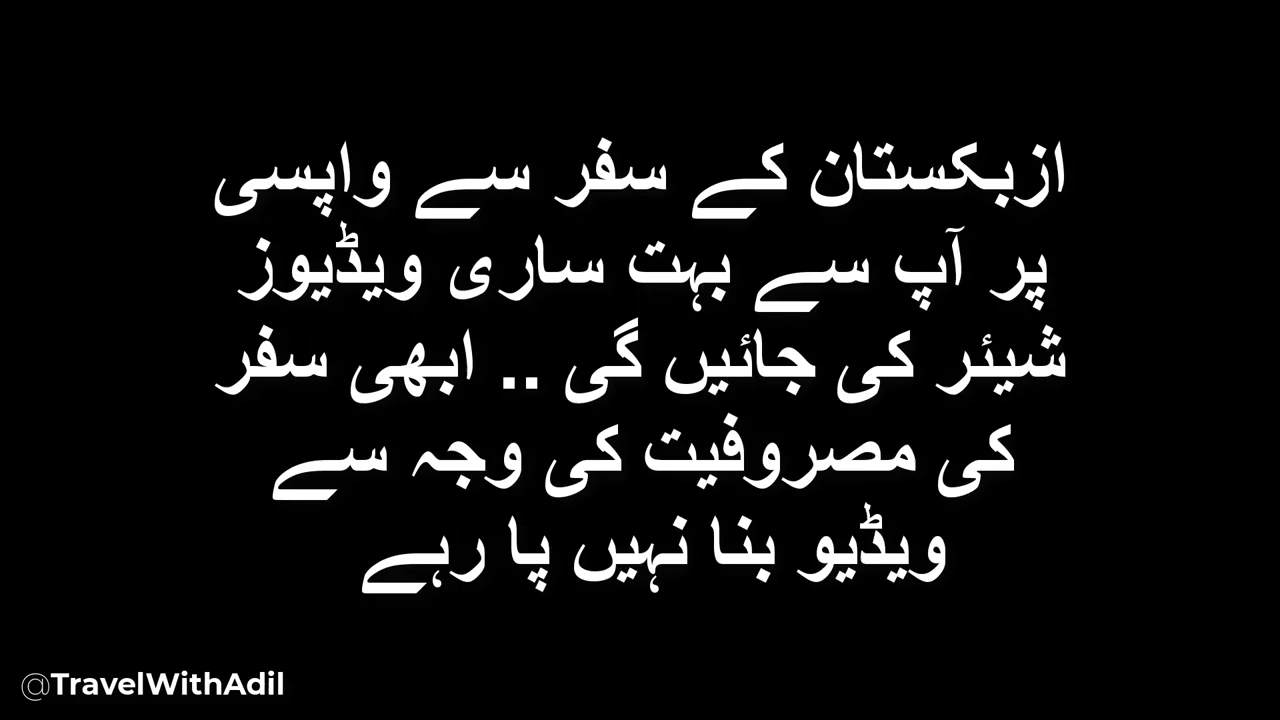 ازبکستان کے سفر سے واپسی
پر آپ سے بہت ساری ویڈیوز
شیئر کی جائیں گی .. ابھی سفر
کی مصروفیت کی وجہ سے
ویڈیو بنا نہیں پا رہے
@TravelWithAdil